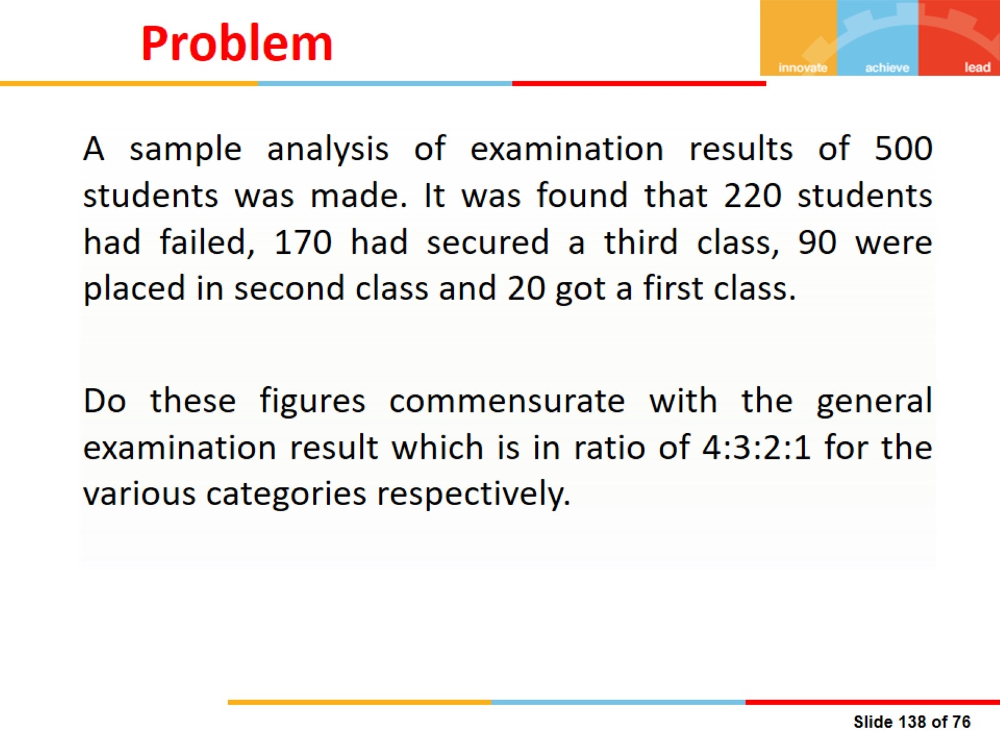 Problem
innovate achieve lead
A sample analysis of examination results of 500
students was made. It was found that 220 students
had failed, 170 had secured a third class, 90 were
placed in second class and 20 got a first class.
Do these figures commensurate with the general
examination result which is in ratio of 4:3:2:1 for the
various categories respectively.
Slide 138 of 76